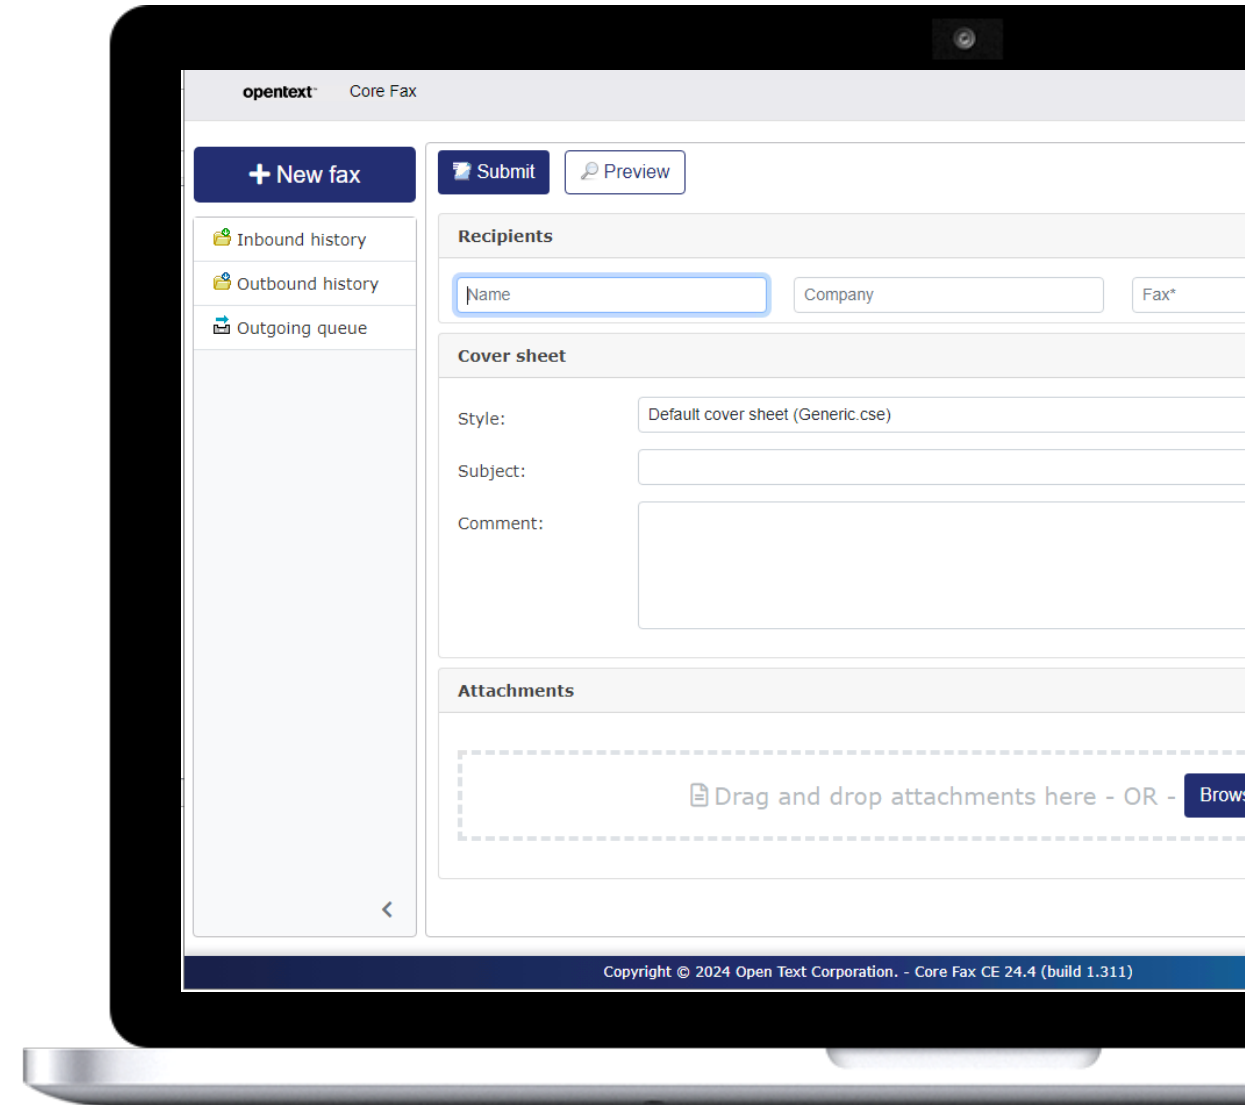 opentext™ Core Fax
New fax
Submit Preview
Inbound history
Outbound history
Outgoing queue
Recipients
Name Company Fax*
Cover sheet
Style: Default cover sheet (Generic.cse)
Subject:
Comment:
Attachments
Drag and drop attachments here - OR - Brows
Copyright © 2024 Open Text Corporation. - Core Fax CE 24.4 (build 1.311)